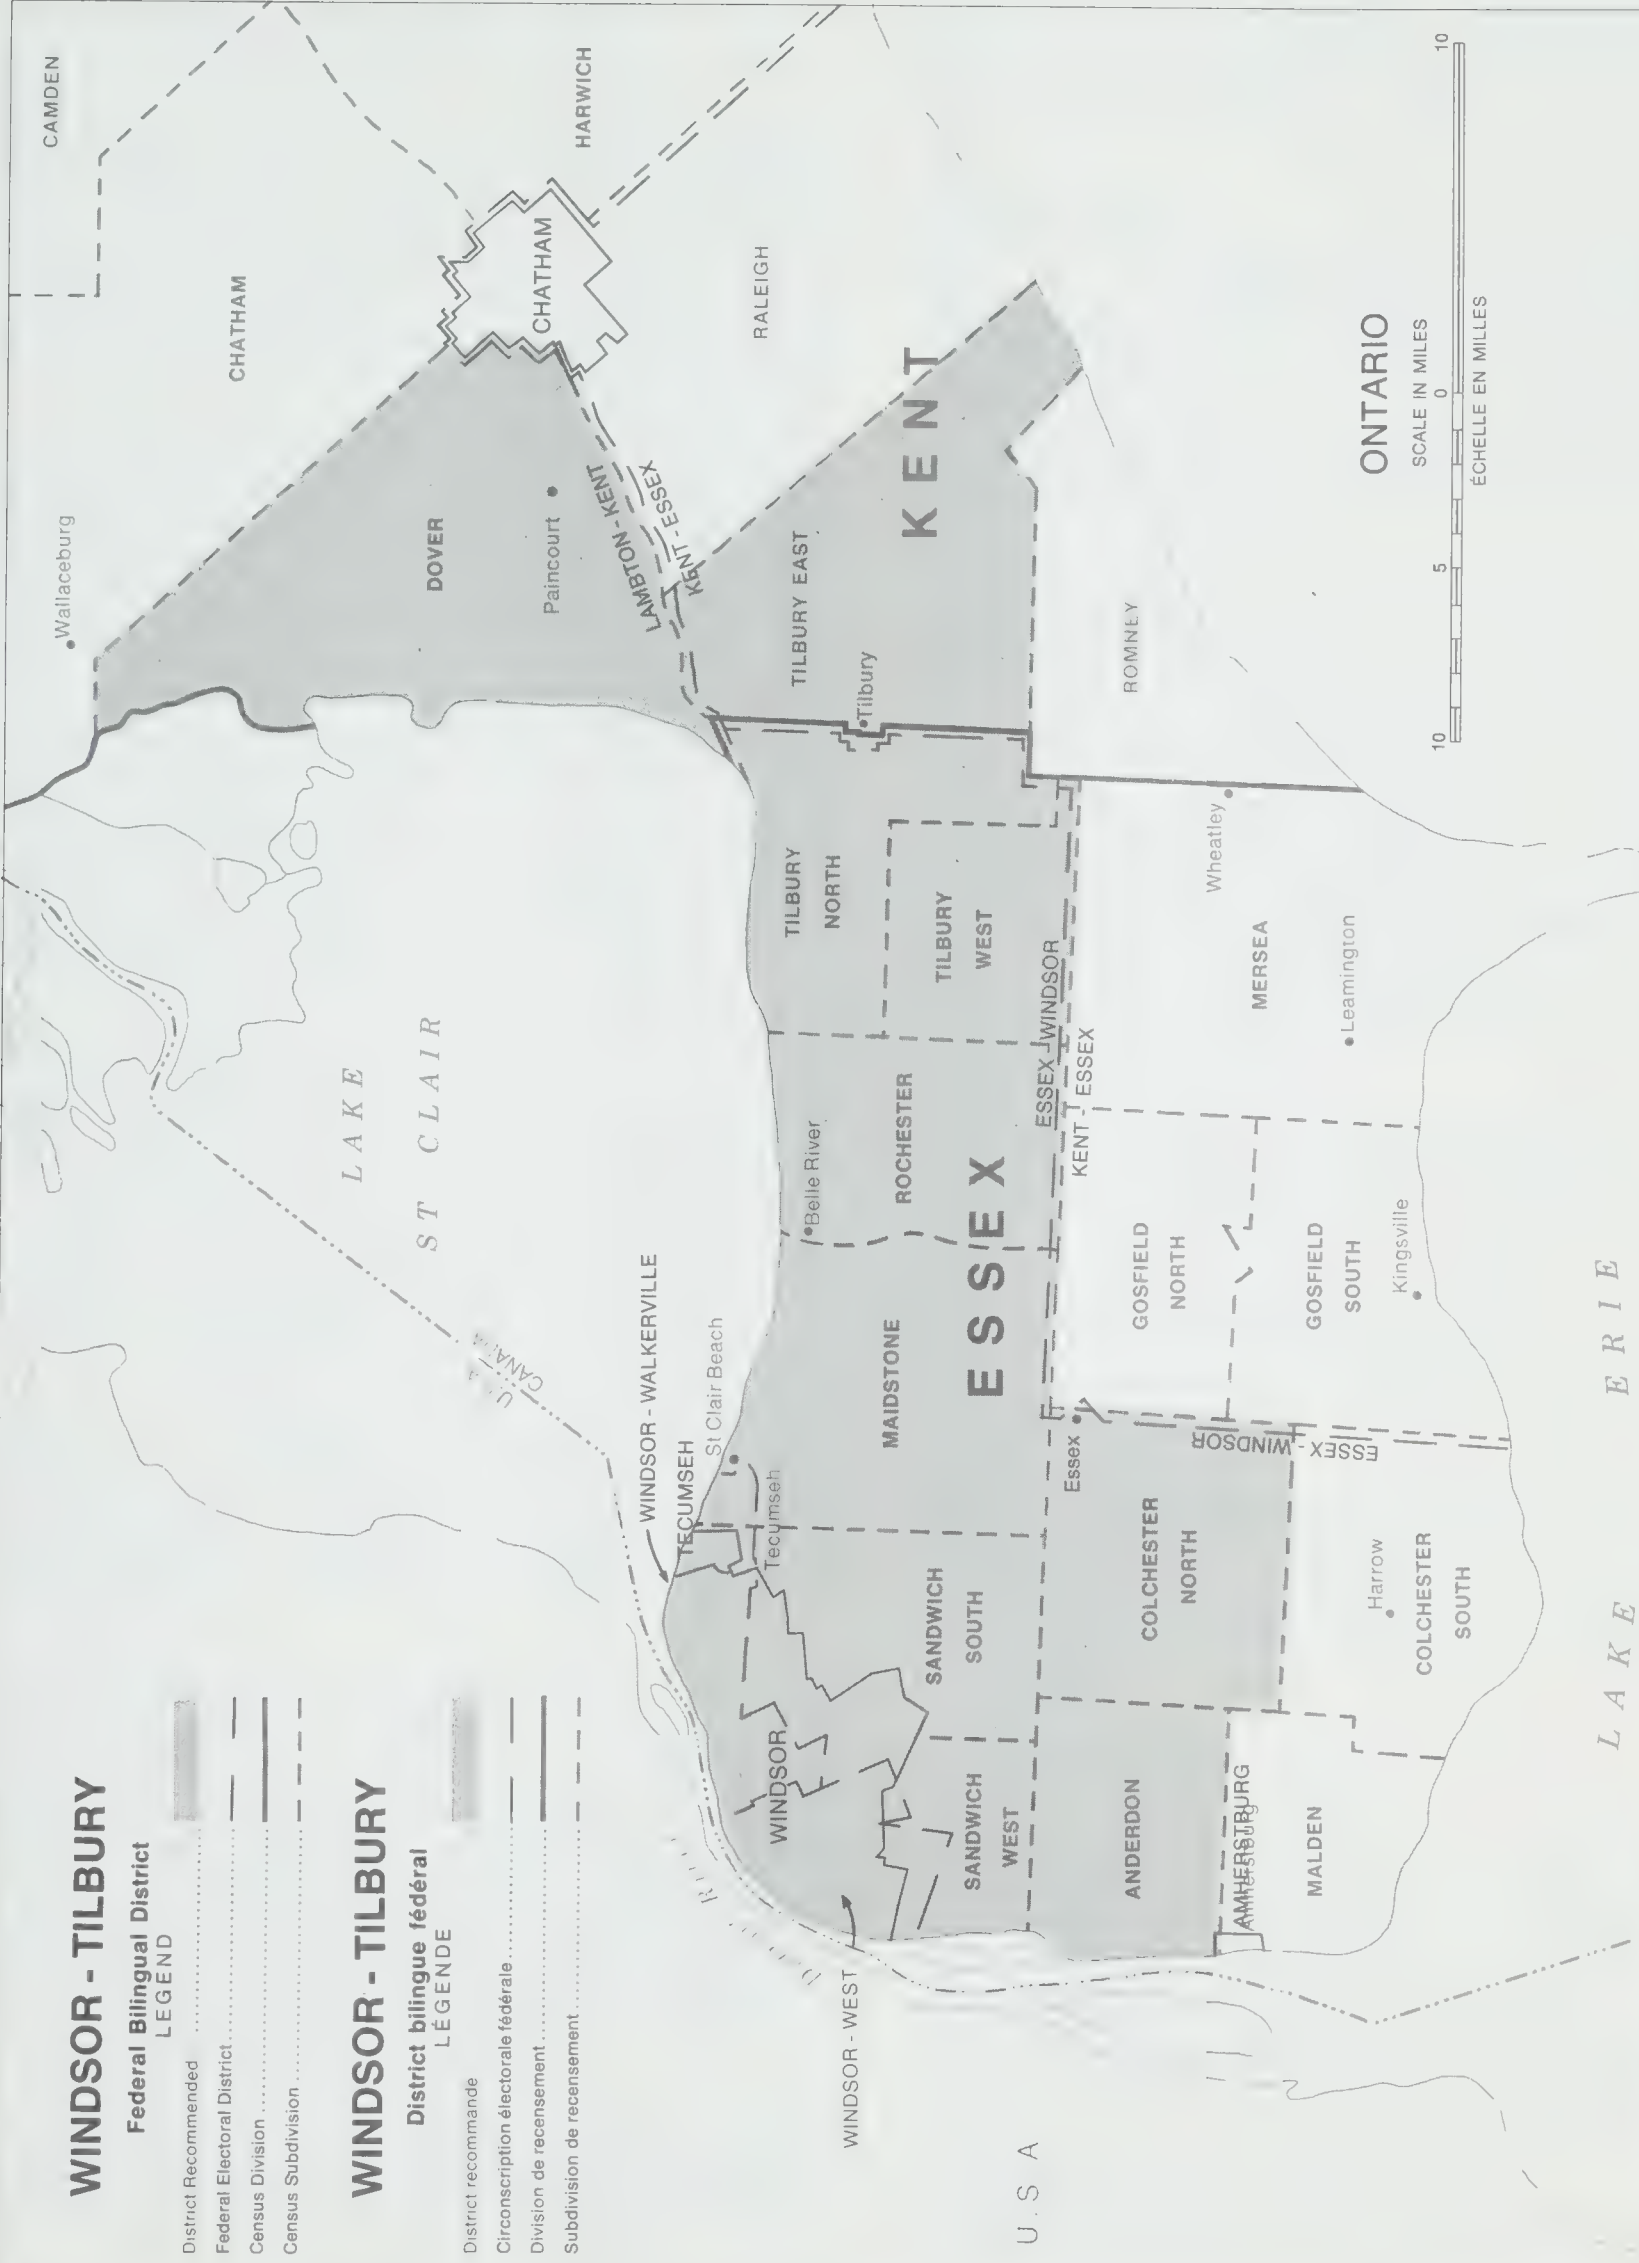 WINDSOR - TILBURY
Federal Bilingual District
LEGEND
District Recommended
Federal Electoral District
Census Division
Census Subdivision
WINDSOR - TILBURY
District bilingue fédéral
LÉGENDE
District recommande
Circonscription électorale fédérale
Division de recensement
Subdivision de recensement
CAMDEN
Wallaceburg
CHATHAM
HARWICH
CHATHAM
DOVER
Paincourt
RALEIGH
LAMBTON - KENT
KENT - ESSEX
KENT
TILBURY EAST
Tilbury
ROMNEY
LAKE
ST CLAIR
CANADA
WINDSOR - WALKERVILLE
TECUMSEH
St Clair Beach
Tecumseh
Belle River
TILBURY
NORTH
TILBURY
WEST
ROCHESTER
MAIDSTONE
ESSEX
ESSEX - WINDSOR
KENT - ESSEX
WINDSOR
SANDWICH
SOUTH
SANDWICH
WEST
WINDSOR - WEST
U.S.A
ANDERDON
COLCHESTER
NORTH
Essex
ESSEX - WINDSOR
GOSFIELD
NORTH
GOSFIELD
SOUTH
Kingsville
MERSEA
Wheatley
Leamington
AMHERSTBURG
Amherstburg
MALDEN
Harrow
COLCHESTER
SOUTH
LAKE ERIE
ONTARIO
SCALE IN MILES
10 5 0 10
ÉCHELLE EN MILLES